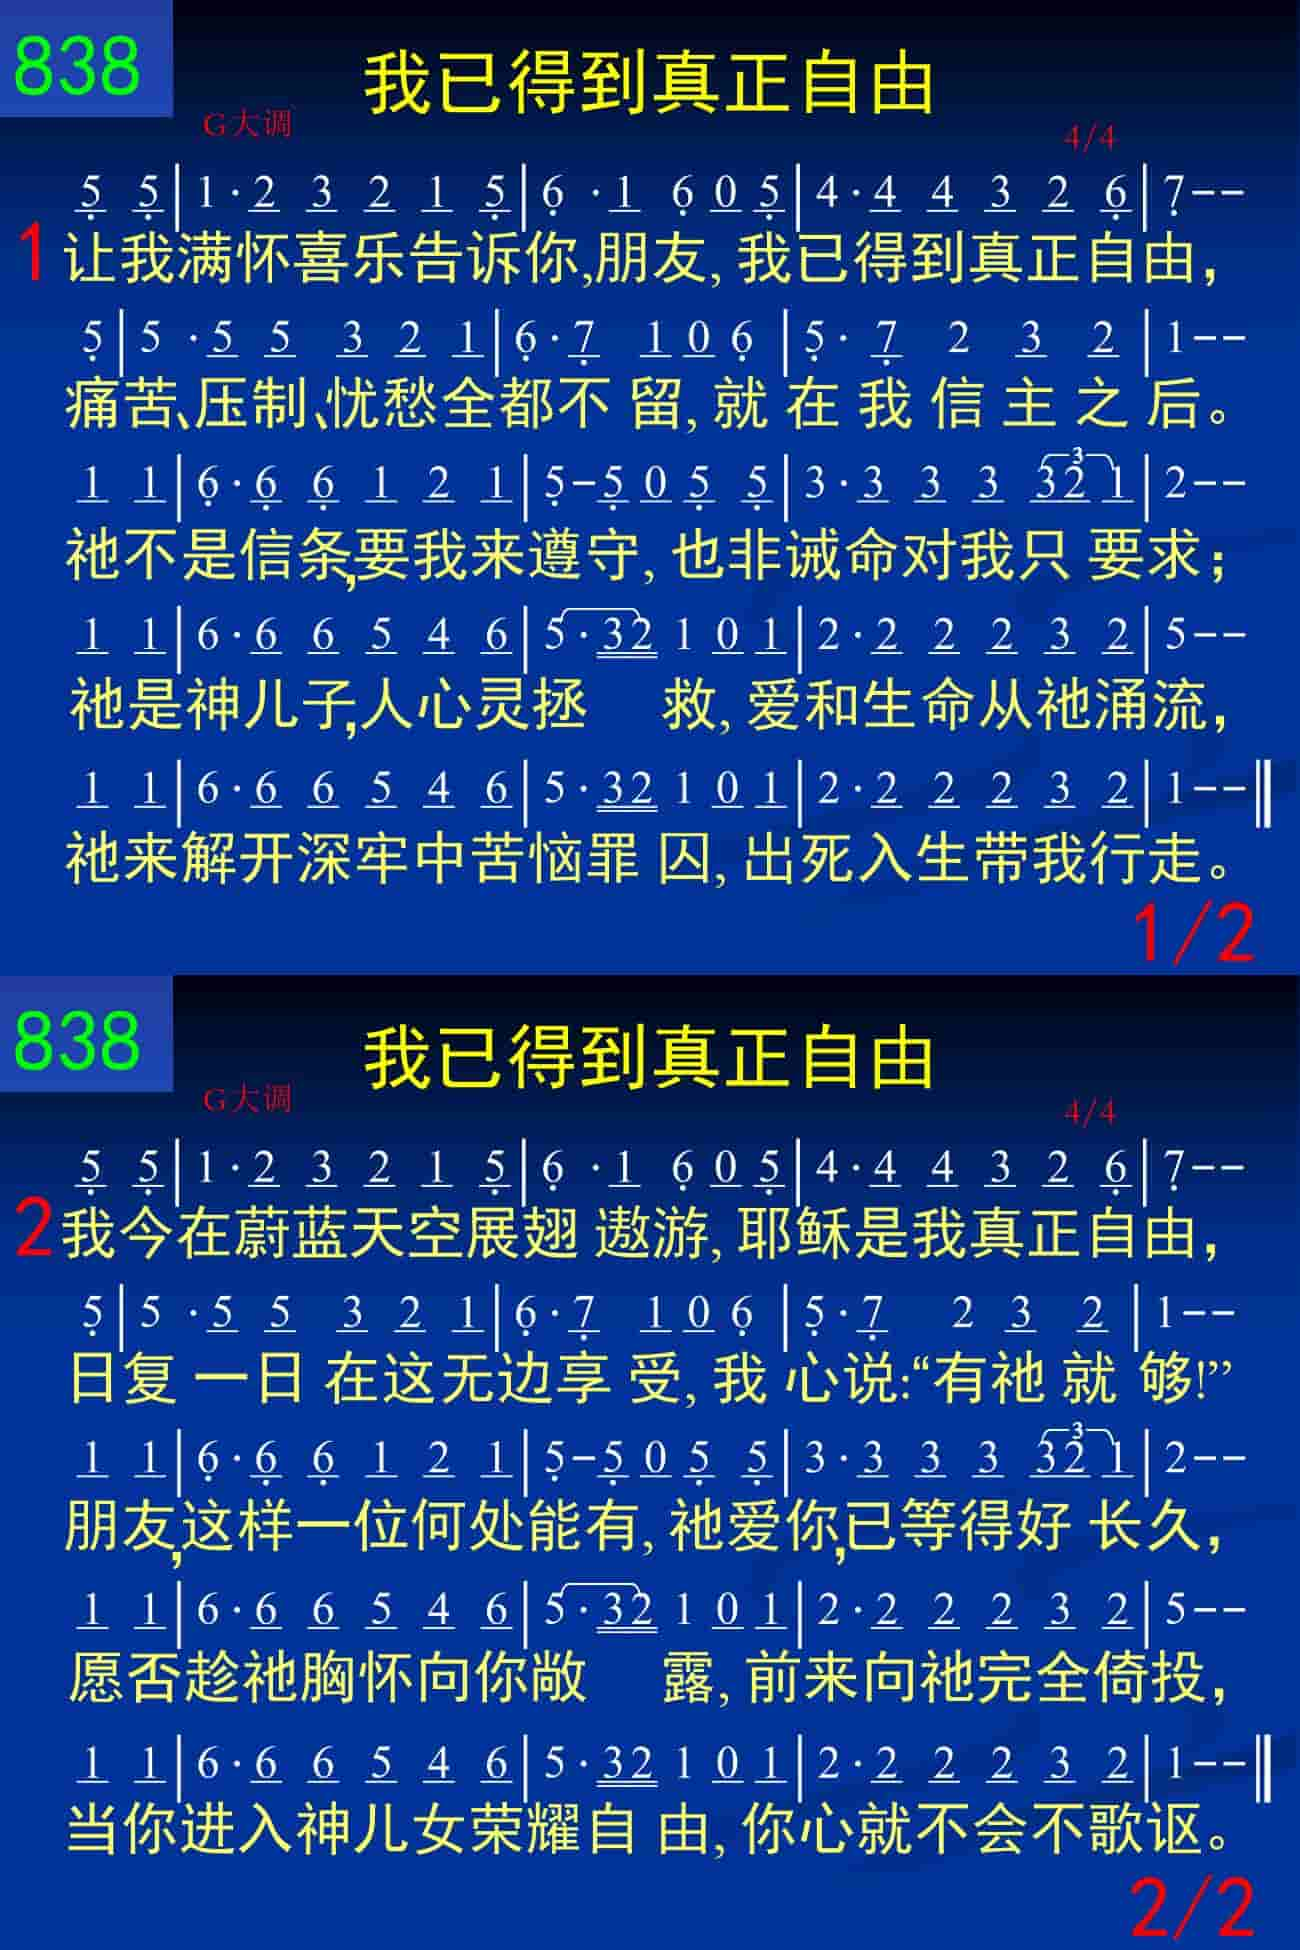 838
我已得到真正自由
G大调
4/4
5 5 | 1 · 2 3 2 1 5 | 6 · 1 6 0 5 | 4 · 4 4 3 2 6 | 7 - -
1 让我满怀喜乐告诉你,朋友, 我已得到真正自由，
5 | 5 · 5 5 3 2 1 | 6 · 7 1 0 6 | 5 · 7 2 3 2 | 1 - -
痛苦、压制、忧愁全都不 留, 就 在 我 信 主 之 后。
1 1 | 6 · 6 6 1 2 1 | 5 - 5 0 5 5 | 3 · 3 3 3 3 2 1 | 2 - -
3
祂不是信条,要我来遵守, 也非诫命对我只 要求；
1 1 | 6 · 6 6 5 4 6 | 5 · 3 2 1 0 1 | 2 · 2 2 2 3 2 | 5 - -
祂是神儿子,人心灵拯 救, 爱和生命从祂涌流，
1 1 | 6 · 6 6 5 4 6 | 5 · 3 2 1 0 1 | 2 · 2 2 2 3 2 | 1 - - ‖
祂来解开深牢中苦恼罪 囚, 出死入生带我行走。
1/2
838
我已得到真正自由
G大调
4/4
5 5 | 1 · 2 3 2 1 5 | 6 · 1 6 0 5 | 4 · 4 4 3 2 6 | 7 - -
2 我今在蔚蓝天空展翅 遨游, 耶稣是我真正自由，
5 | 5 · 5 5 3 2 1 | 6 · 7 1 0 6 | 5 · 7 2 3 2 | 1 - -
日复 一日 在这无边享 受, 我 心说:“有祂 就 够!”
1 1 | 6 · 6 6 1 2 1 | 5 - 5 0 5 5 | 3 · 3 3 3 3 2 1 | 2 - -
3
朋友,这样一位何处能有, 祂爱你,已等得好 长久，
1 1 | 6 · 6 6 5 4 6 | 5 · 3 2 1 0 1 | 2 · 2 2 2 3 2 | 5 - -
愿否趁祂胸怀向你敞 露, 前来向祂完全倚投，
1 1 | 6 · 6 6 5 4 6 | 5 · 3 2 1 0 1 | 2 · 2 2 2 3 2 | 1 - - ‖
当你进入神儿女荣耀自 由, 你心就不会不歌讴。
2/2